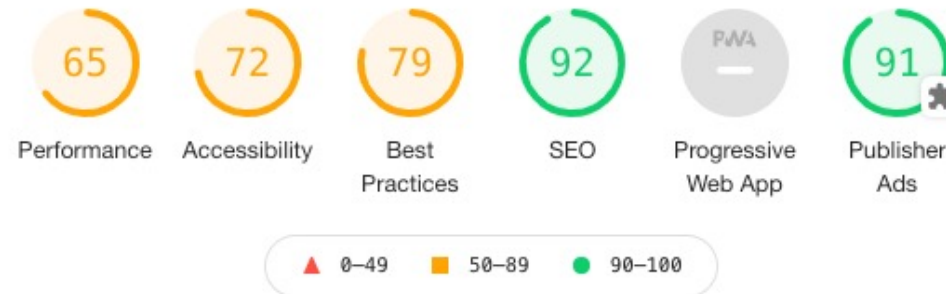 65 72 79 92 PWA 91
Performance Accessibility Best SEO Progressive Publisher
Practices Web App Ads
0–49 50–89 90–100